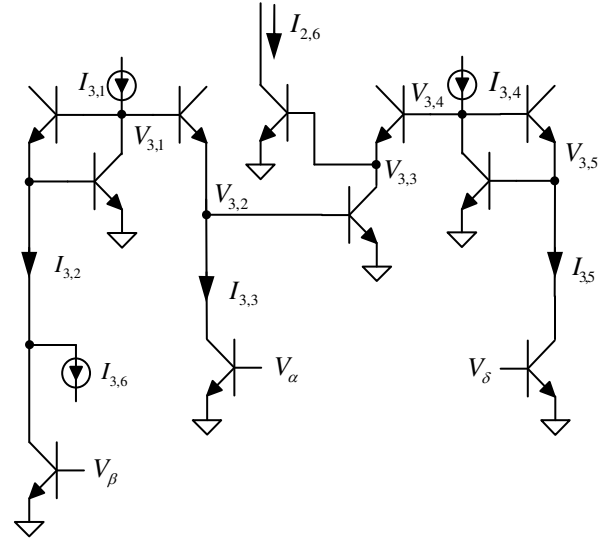 I2,6
I3,1
V3,4
I3,4
V3,1
V3,3
V3,5
V3,2
I3,2
I3,3
I3,5
I3,6
Vα
Vδ
Vβ